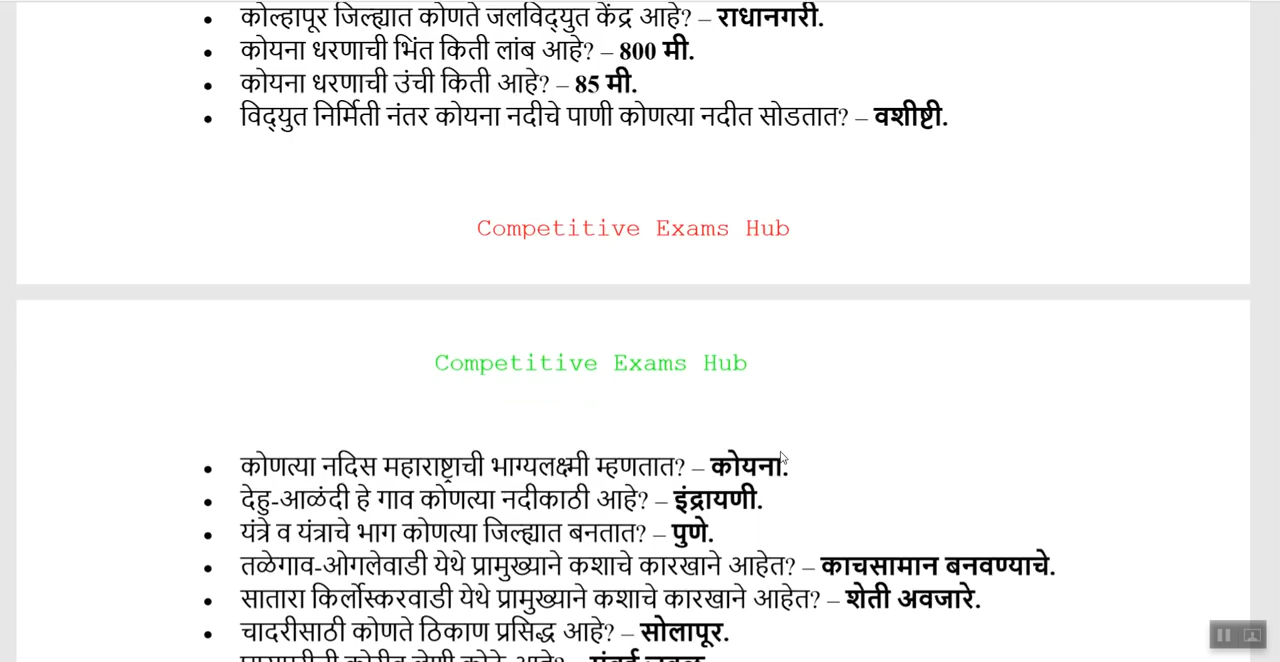 • कोल्हापूर जिल्ह्यात कोणते जलविद्युत केंद्र आहे? – राधानगरी.
• कोयना धरणाची भिंत किती लांब आहे? – 800 मी.
• कोयना धरणाची उंची किती आहे? – 85 मी.
• विद्युत निर्मिती नंतर कोयना नदीचे पाणी कोणत्या नदीत सोडतात? – वशीष्टी.
Competitive Exams Hub
Competitive Exams Hub
• कोणत्या नदिस महाराष्ट्राची भाग्यलक्ष्मी म्हणतात? – कोयना.
• देहु-आळंदी हे गाव कोणत्या नदीकाठी आहे? – इंद्रायणी.
• यंत्रे व यंत्राचे भाग कोणत्या जिल्ह्यात बनतात? – पुणे.
• तळेगाव-ओगलेवाडी येथे प्रामुख्याने कशाचे कारखाने आहेत? – काचसामान बनवण्याचे.
• सातारा किर्लोस्करवाडी येथे प्रामुख्याने कशाचे कारखाने आहेत? – शेती अवजारे.
• चादरीसाठी कोणते ठिकाण प्रसिद्ध आहे? – सोलापूर.